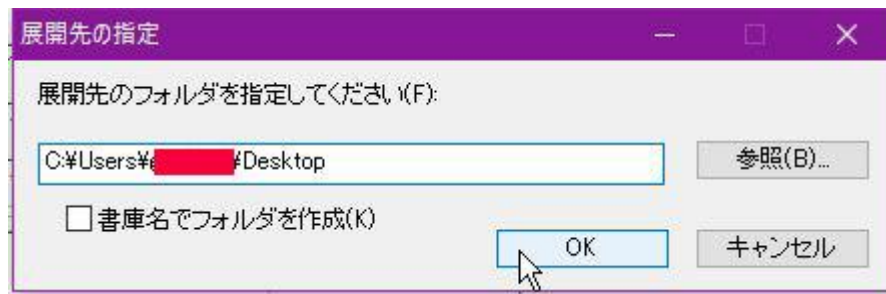 展開先の指定
展開先のフォルダを指定してください(F):
C:¥Users¥ ¥Desktop
参照(B)...
書庫名でフォルダを作成(K)
OK
キャンセル